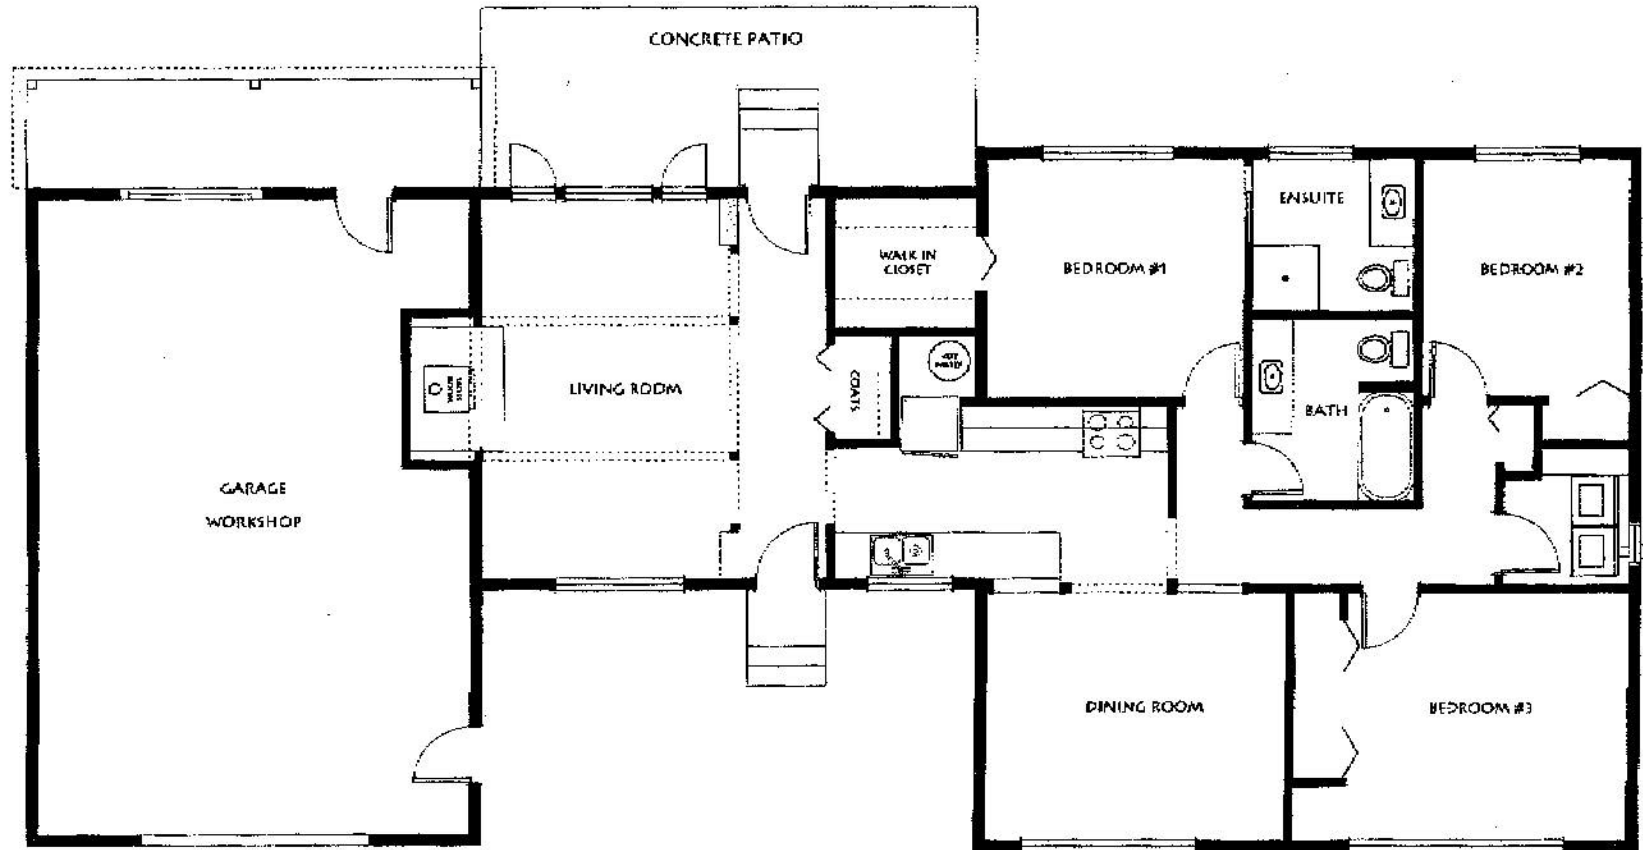 CONCRETE PATIO
ENSUITE
WALK IN
CLOSET
BEDROOM #1
BEDROOM #2
LIVING ROOM
COATS
BATH
GARAGE
WORKSHOP
DINING ROOM
BEDROOM #3